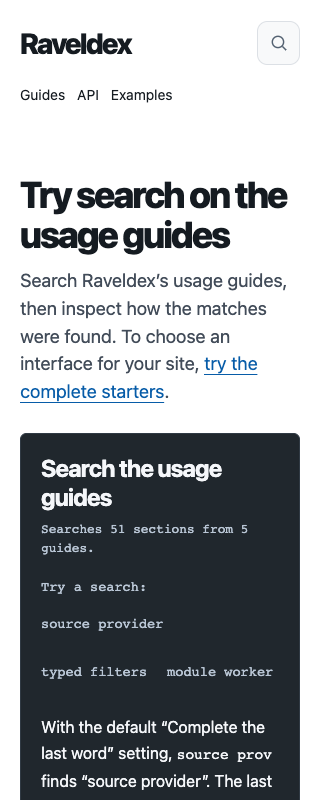 Raveldex
Guides API Examples
Try search on the
usage guides
Search Raveldex’s usage guides,
then inspect how the matches
were found. To choose an
interface for your site, try the
complete starters.
Search the usage
guides
Searches 51 sections from 5
guides.
Try a search:
source provider
typed filters module worker
With the default “Complete the
last word” setting, source prov
finds “source provider”. The last